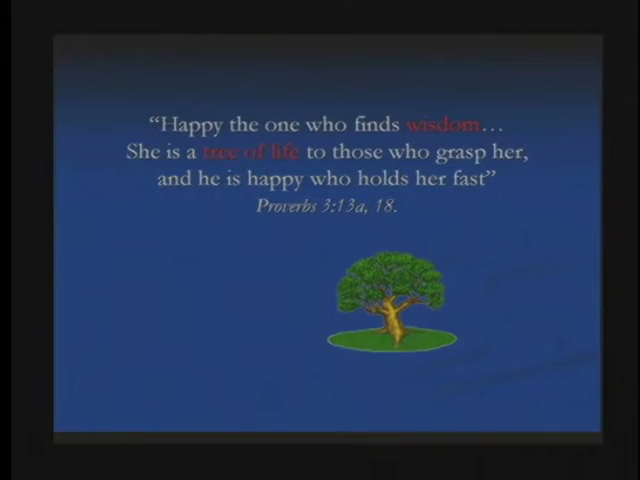 “Happy the one who finds wisdom…
She is a tree of life to those who grasp her,
and he is happy who holds her fast”
Proverbs 3:13a, 18.